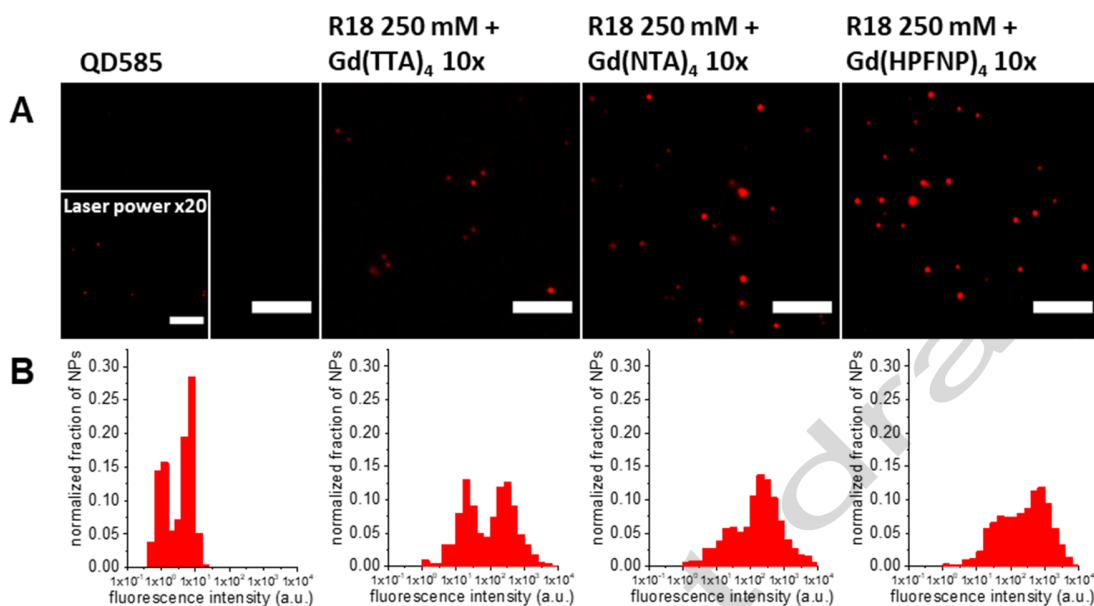 QD585
R18 250 mM +
Gd(TTA)₄ 10x
R18 250 mM +
Gd(NTA)₄ 10x
R18 250 mM +
Gd(HPFNP)₄ 10x
A
Laser power x20
B
normalized fraction of NPs
0.30
0.25
0.20
0.15
0.10
0.05
0.00
1x10⁻¹ 1x10⁰ 1x10¹ 1x10² 1x10³ 1x10⁴
fluorescence intensity (a.u.)
normalized fraction of NPs
0.30
0.25
0.20
0.15
0.10
0.05
0.00
1x10⁻¹ 1x10⁰ 1x10¹ 1x10² 1x10³ 1x10⁴
fluorescence intensity (a.u.)
normalized fraction of NPs
0.30
0.25
0.20
0.15
0.10
0.05
0.00
1x10⁻¹ 1x10⁰ 1x10¹ 1x10² 1x10³ 1x10⁴
fluorescence intensity (a.u.)
normalized fraction of NPs
0.30
0.25
0.20
0.15
0.10
0.05
0.00
1x10⁻¹ 1x10⁰ 1x10¹ 1x10² 1x10³ 1x10⁴
fluorescence intensity (a.u.)